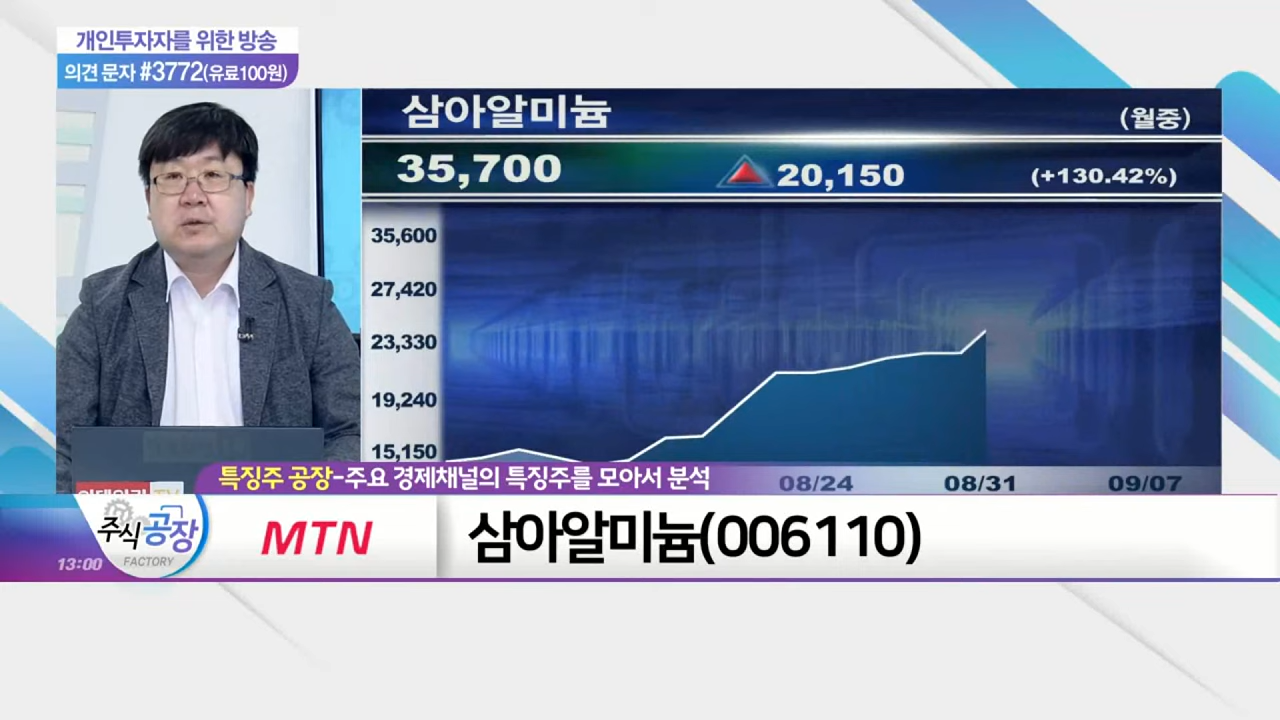 개인투자자를 위한 방송
의견 문자 #3772(유료100원)
삼아알미늄
(월중)
35,700
20,150
(+130.42%)
35,600
27,420
23,330
19,240
15,150
08/24
08/31
09/07
특징주 공장-주요 경제채널의 특징주를 모아서 분석
주식 공장
FACTORY
13:00
MTN
삼아알미늄(006110)